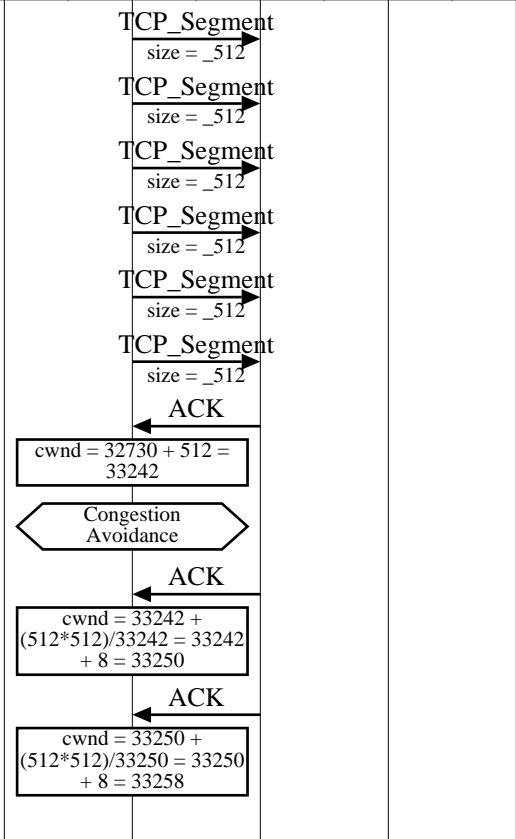 TCP_Segment
size = _512
TCP_Segment
size = _512
TCP_Segment
size = _512
TCP_Segment
size = _512
TCP_Segment
size = _512
TCP_Segment
size = _512
ACK
cwnd = 32730 + 512 =
33242
Congestion
Avoidance
ACK
cwnd = 33242 +
(512*512)/33242 = 33242
+ 8 = 33250
ACK
cwnd = 33250 +
(512*512)/33250 = 33250
+ 8 = 33258